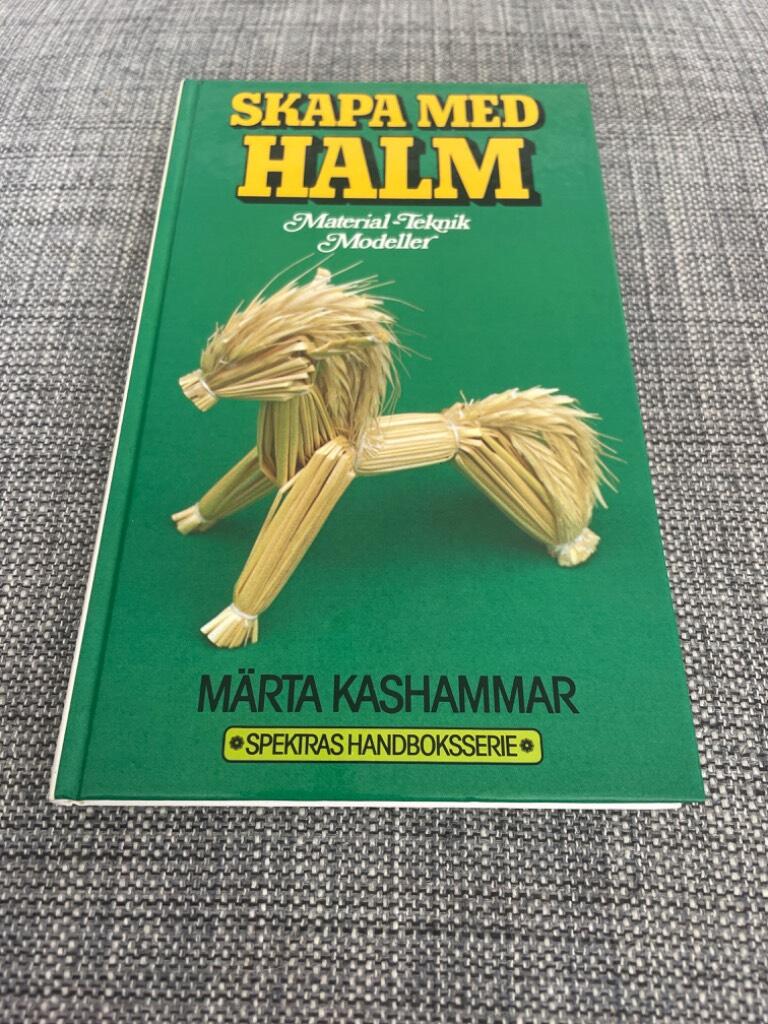 SKAPA MED
HALM
Material-Teknik
Modeller
MÄRTA KASHAMMAR
SPEKTRAS HANDBOKSSERIE